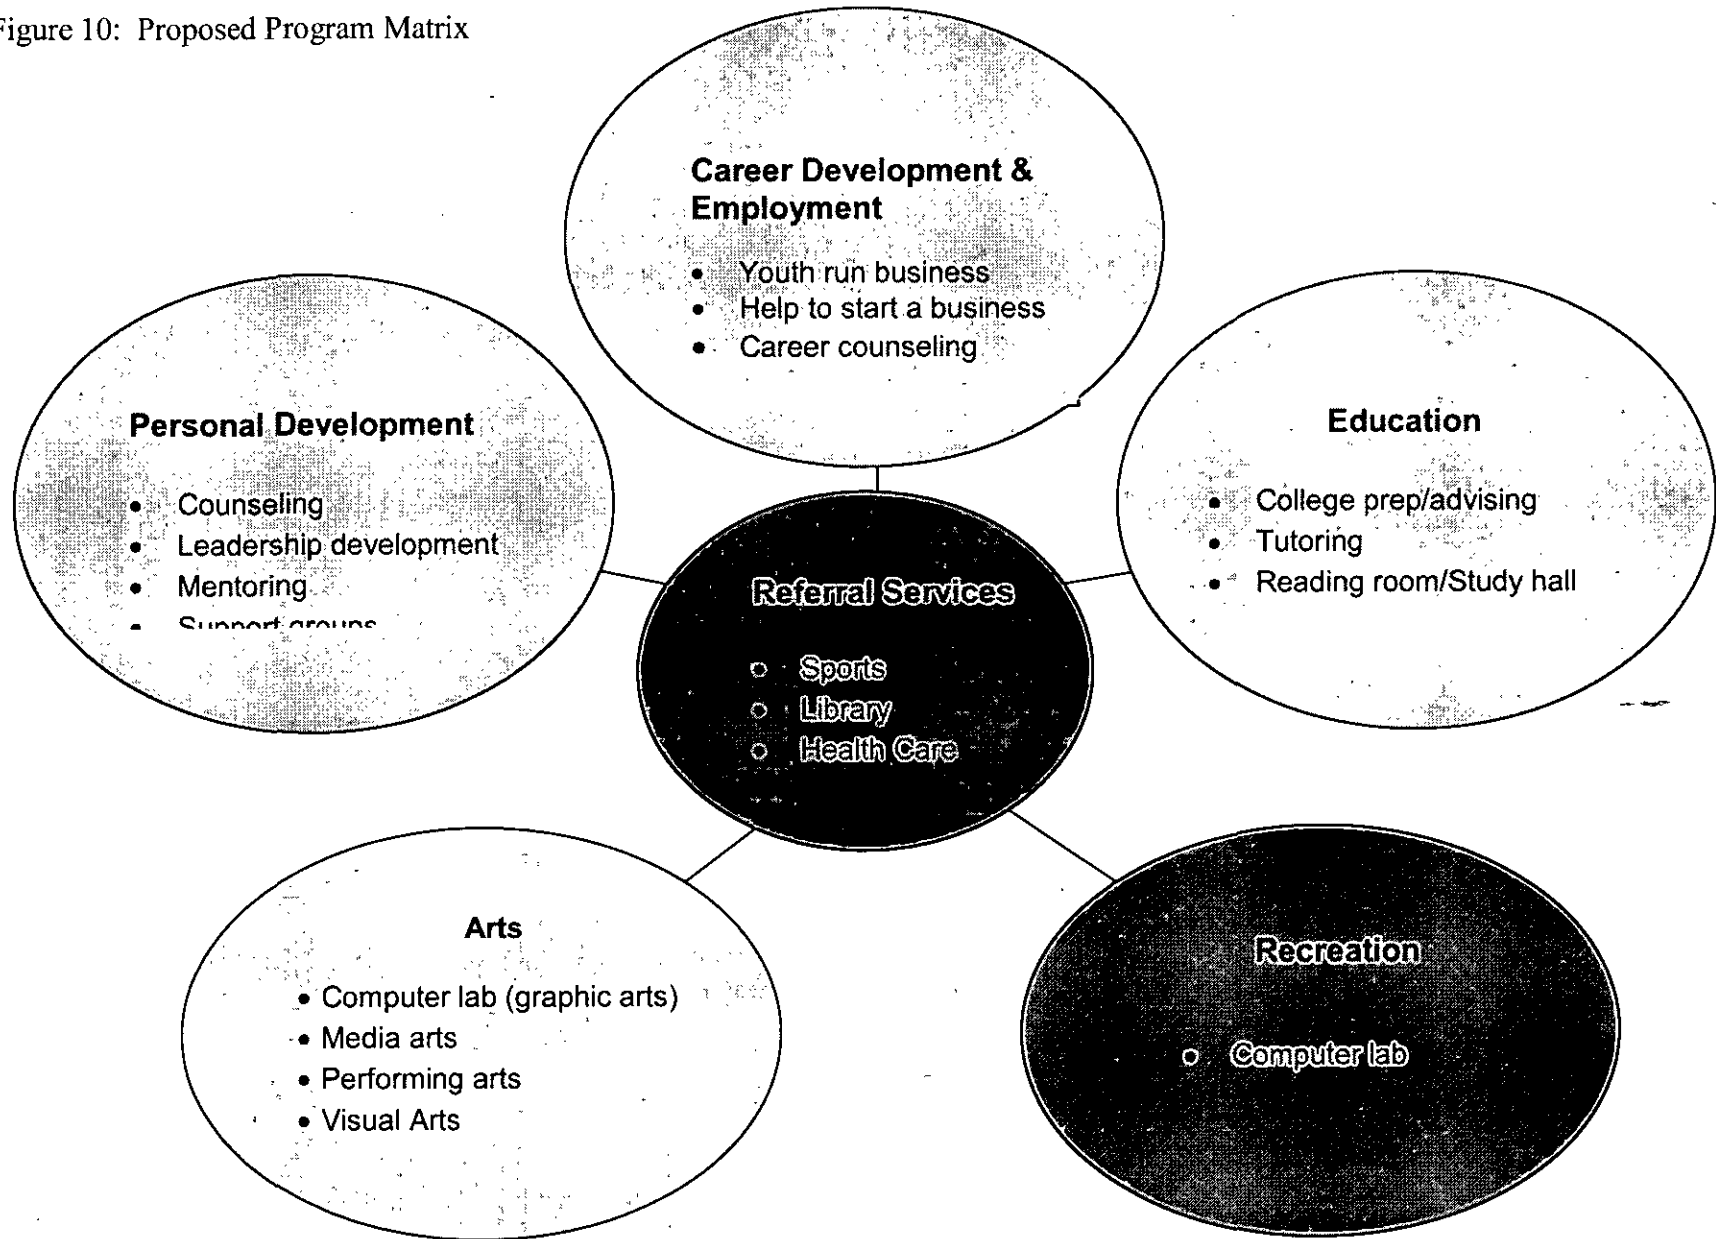 Figure 10: Proposed Program Matrix
Career Development &
Employment
• Youth run business
• Help to start a business
• Career counseling
Personal Development
• Counseling
• Leadership development
• Mentoring
• Support groups
Education
• College prep/advising
• Tutoring
• Reading room/Study hall
Referral Services
○ Sports
○ Library
○ Health Care
Arts
• Computer lab (graphic arts)
• Media arts
• Performing arts
• Visual Arts
Recreation
○ Computer lab